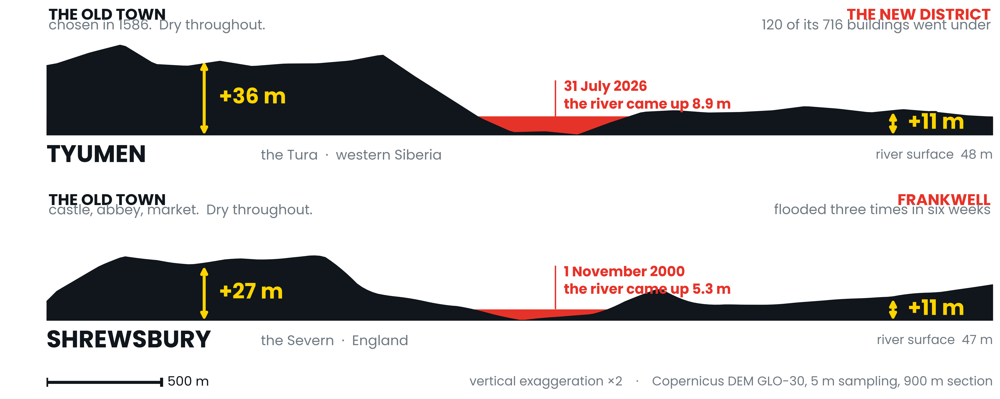 THE OLD TOWN
THE NEW DISTRICT
chosen in 1586. Dry throughout.
120 of its 716 buildings went under
31 July 2026
+36 m
the river came up 8.9 m
+11 m
TYUMEN
the Tura · western Siberia
river surface 48 m
THE OLD TOWN
FRANKWELL
castle, abbey, market. Dry throughout.
flooded three times in six weeks
1 November 2000
+27 m
the river came up 5.3 m
+11 m
SHREWSBURY
the Severn · England
river surface 47 m
500 m
vertical exaggeration ×2 · Copernicus DEM GLO-30, 5 m sampling, 900 m section